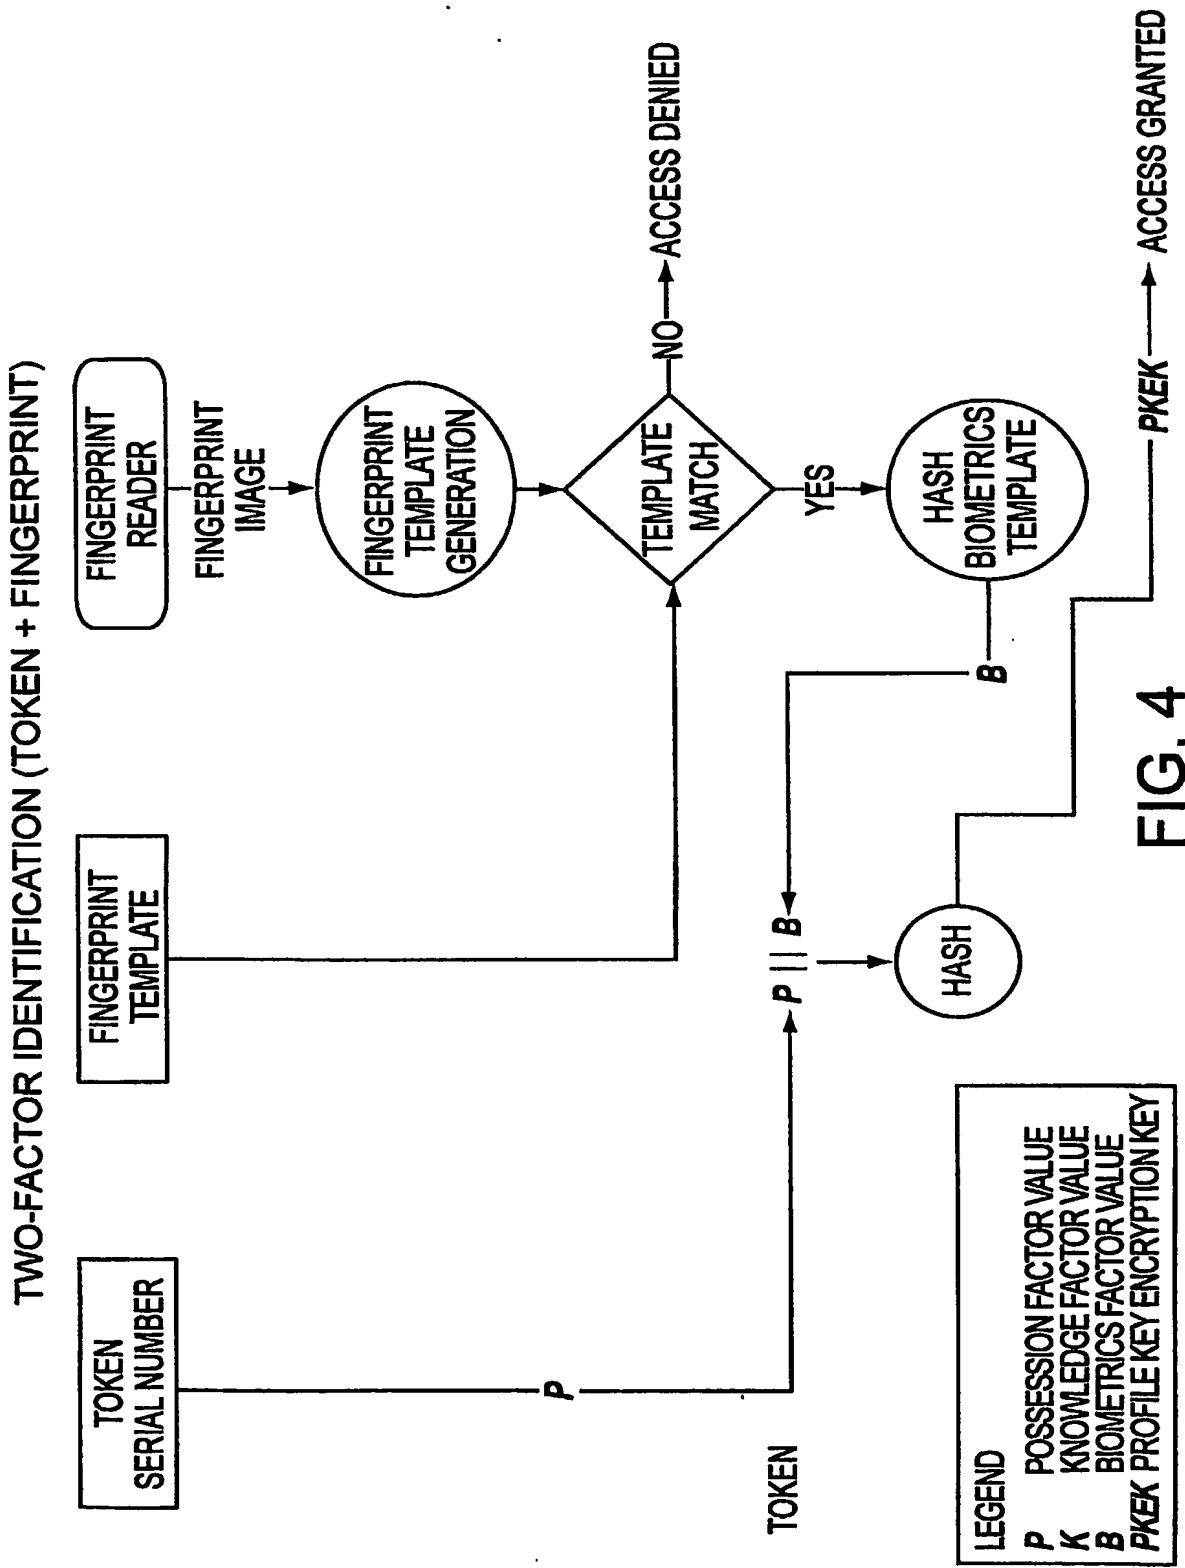 TWO-FACTOR IDENTIFICATION (TOKEN + FINGERPRINT)
TOKEN
SERIAL NUMBER
FINGERPRINT
TEMPLATE
FINGERPRINT
READER
FINGERPRINT
IMAGE
FINGERPRINT
TEMPLATE
GENERATION
P
TEMPLATE
MATCH
NO
ACCESS DENIED
YES
TOKEN
P || B
HASH
BIOMETRICS
TEMPLATE
B
HASH
PKEK
ACCESS GRANTED
LEGEND
P POSSESSION FACTOR VALUE
K KNOWLEDGE FACTOR VALUE
B BIOMETRICS FACTOR VALUE
PKEK PROFILE KEY ENCRYPTION KEY
FIG. 4